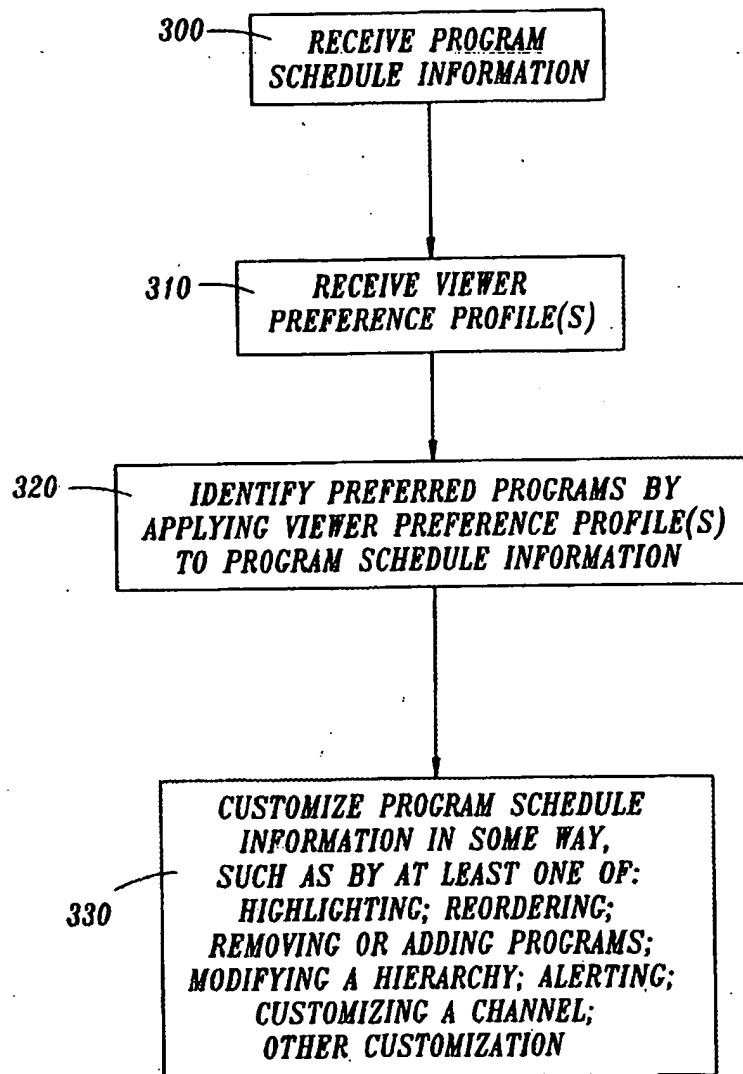 300
RECEIVE PROGRAM
SCHEDULE INFORMATION
310
RECEIVE VIEWER
PREFERENCE PROFILE(S)
320
IDENTIFY PREFERRED PROGRAMS BY
APPLYING VIEWER PREFERENCE PROFILE(S)
TO PROGRAM SCHEDULE INFORMATION
330
CUSTOMIZE PROGRAM SCHEDULE
INFORMATION IN SOME WAY,
SUCH AS BY AT LEAST ONE OF:
HIGHLIGHTING; REORDERING;
REMOVING OR ADDING PROGRAMS;
MODIFYING A HIERARCHY; ALERTING;
CUSTOMIZING A CHANNEL;
OTHER CUSTOMIZATION